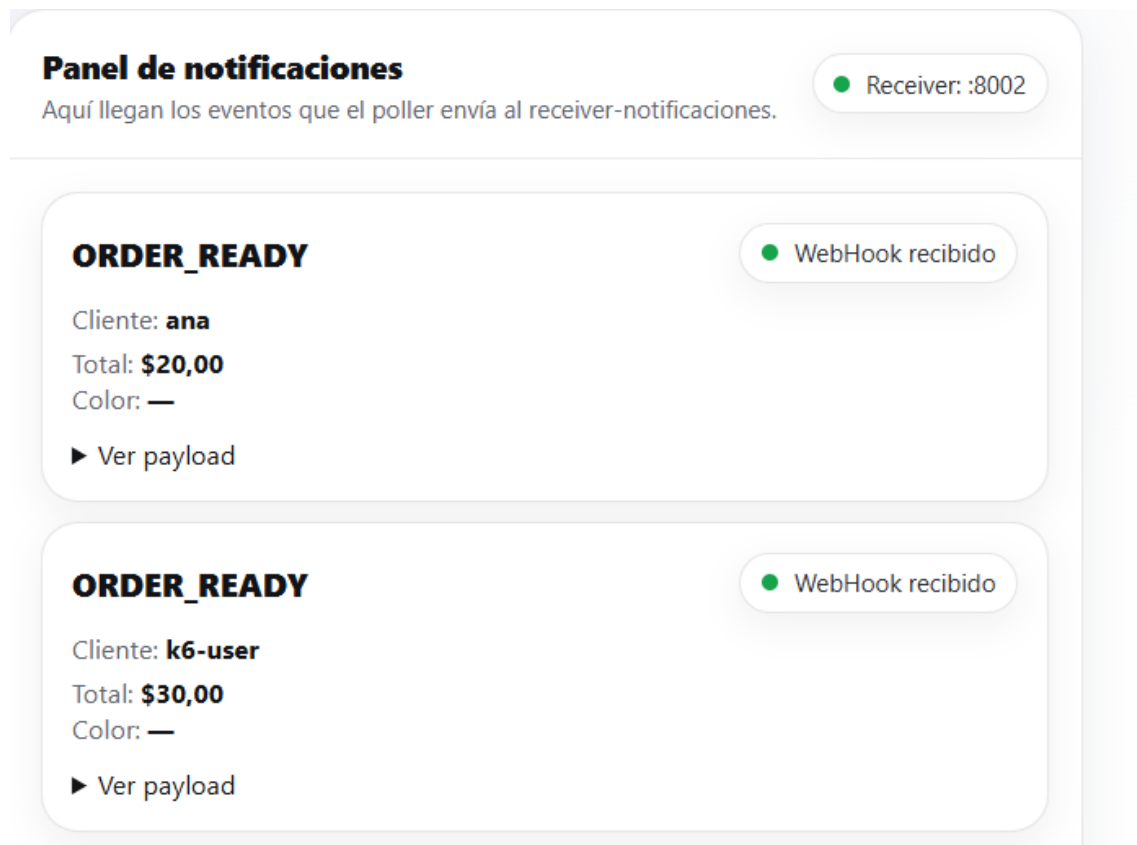 Panel de notificaciones
Aquí llegan los eventos que el poller envía al receiver-notificaciones.
Receiver: :8002
ORDER_READY
WebHook recibido
Cliente: ana
Total: $20,00
Color: —
▶ Ver payload
ORDER_READY
WebHook recibido
Cliente: k6-user
Total: $30,00
Color: —
▶ Ver payload